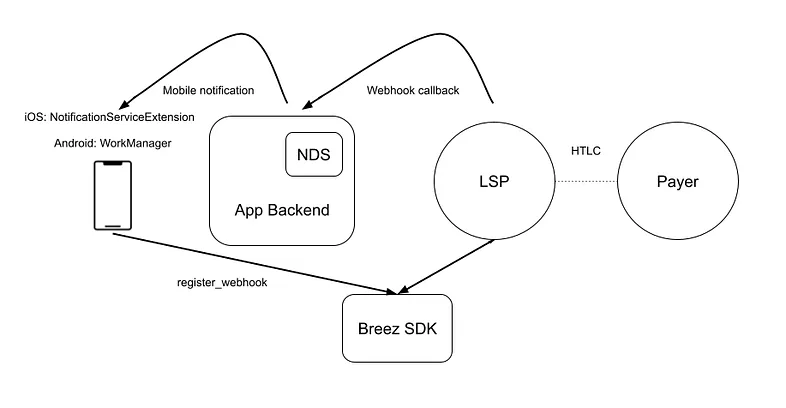 Mobile notification
Webhook callback
iOS: NotificationServiceExtension
Android: WorkManager
NDS
App Backend
LSP
HTLC
Payer
register_webhook
Breez SDK